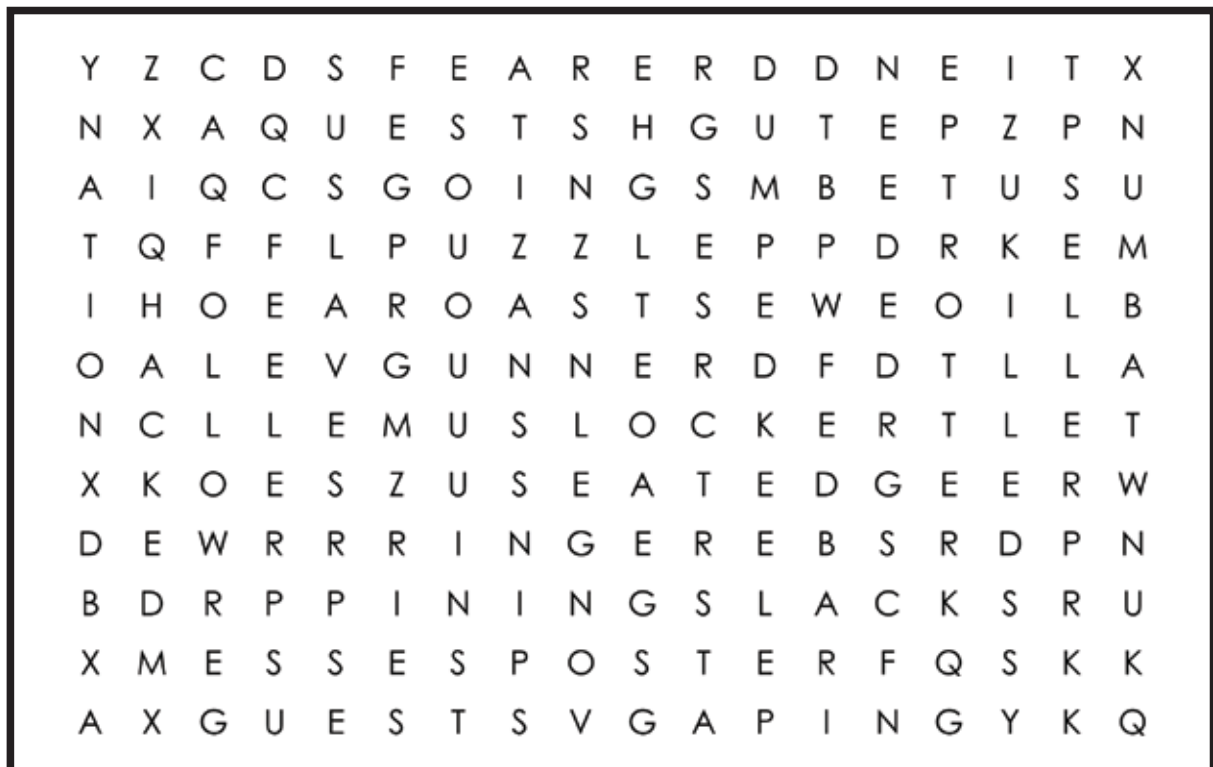 Y Z C D S F E A R E R D D N E I T X
N X A Q U E S T S H G U T E P Z P N
A I Q C S G O I N G S M B E T U S U
T Q F F L P U Z Z L E P P D R K E M
I H O E A R O A S T S E W E O I L B
O A L E V G U N N E R D F D T L L A
N C L L E M U S L O C K E R T L E T
X K O E S Z U S E A T E D G E E R W
D E W R R R I N G E R E B S R D P N
B D R P P I N I N G S L A C K S R U
X M E S S E S P O S T E R F Q S K K
A X G U E S T S V G A P I N G Y K Q